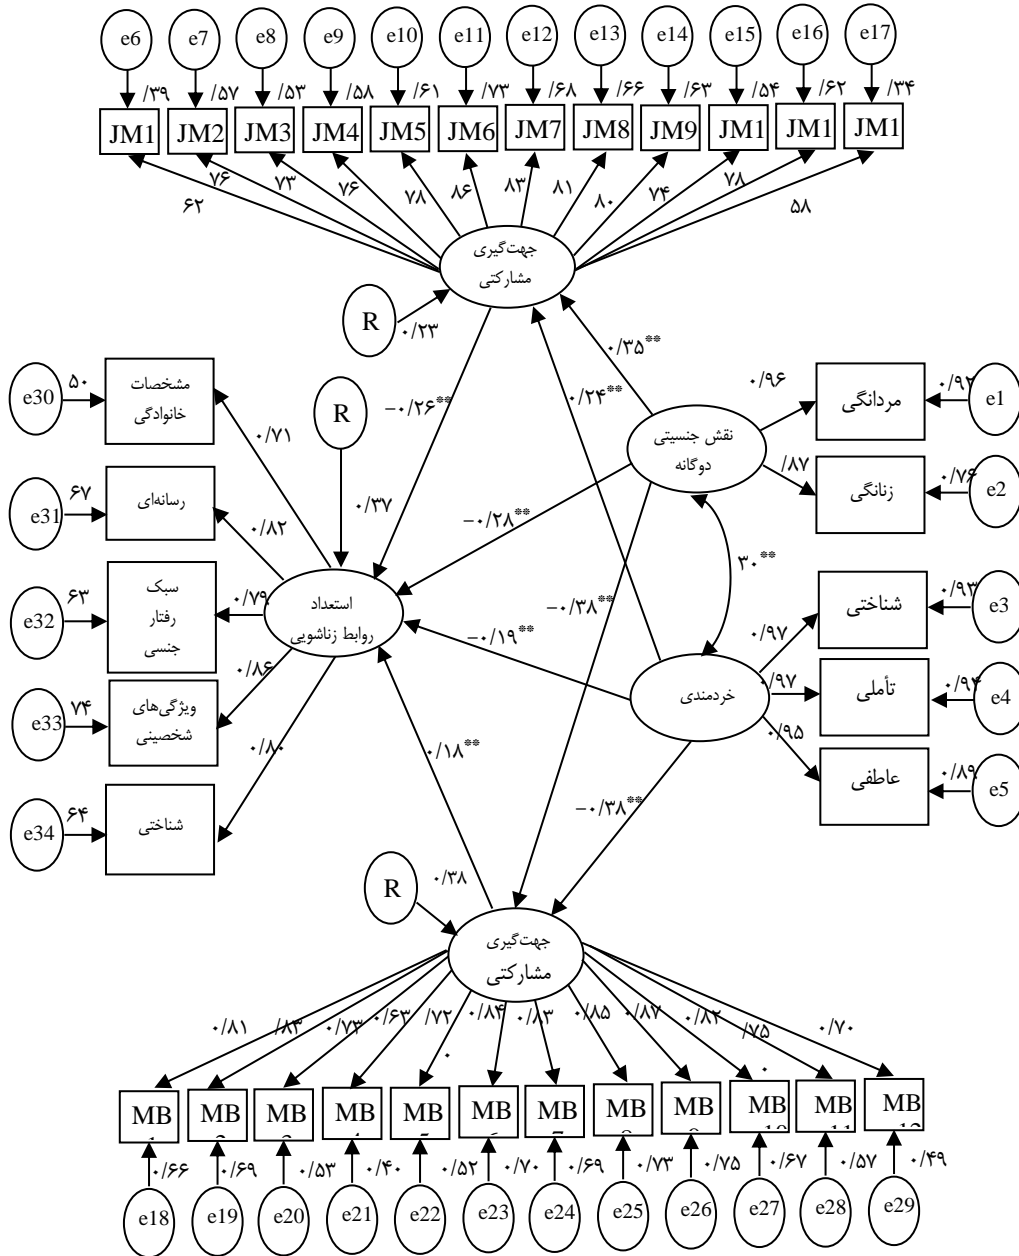 e6 e7 e8 e9 e10 e11 e12 e13 e14 e15 e16 e17
/۳۹ /۵۷ /۵۳ /۵۸ /۶۱ /۷۳ /۶۸ /۶۶ /۶۳ /۵۴ /۶۲ /۳۴
JM1 JM2 JM3 JM4 JM5 JM6 JM7 JM8 JM9 JM1 JM1 JM1
۶۲ ۷۶ ۷۳ ۷۶ ۷۸ ۸۶ ۸۳ ۸۱ ۸۰ ۷۴ ۷۸ ۵۸
جهت‌گیری
مشارکتی
R
۰/۲۳
۰/۳۵**
۰/۲۴**
−۰/۲۶**
e30
۵۰
مشخصات
خانوادگی
۰/۷۱
R
۰/۳۷
نقش جنسیتی
دوگانه
۰/۹۶
مردانگی
۰/۹۲
e1
/۸۷
زنانگی
۰/۷۶
e2
e31
۶۷
رسانه‌ای
۰/۸۲
−۰/۲۸**
۳۰**
e32
۶۳
سبک
رفتار
جنسی
۰/۷۹
استعداد
روابط زناشویی
−۰/۳۸**
−۰/۱۹**
شناختی
۰/۹۳
e3
۰/۹۷
خردمندی
۰/۹۷
تأملی
۰/۹۴
e4
e33
۷۴
ویژگی‌های
شخصینی
۰/۸۶
۰/۹۵
عاطفی
۰/۸۹
e5
e34
۶۴
شناختی
۰/۸۰
۰/۱۸**
−۰/۳۸**
R
۰/۳۸
جهت‌گیری
مشارکتی
۰/۸۱ ۰/۸۳ ۰/۷۳ ۰/۶۳ /۷۲ ۰/۸۴ ۰/۸۳ ۰/۸۵ ۰/۸۷ ۰/۸۲ /۷۵ ۰/۷۰
۰ ۰
MB MB MB MB MB MB MB MB MB MB MB MB
۰/۶۶ ۰/۶۹ ۰/۵۳ ۰/۴۰ ۰/۵۲ ۰/۷۰ ۰/۶۹ ۰/۷۳ ۰/۷۵ ۰/۶۷ ۰/۵۷ ۰/۴۹
e18 e19 e20 e21 e22 e23 e24 e25 e26 e27 e28 e29